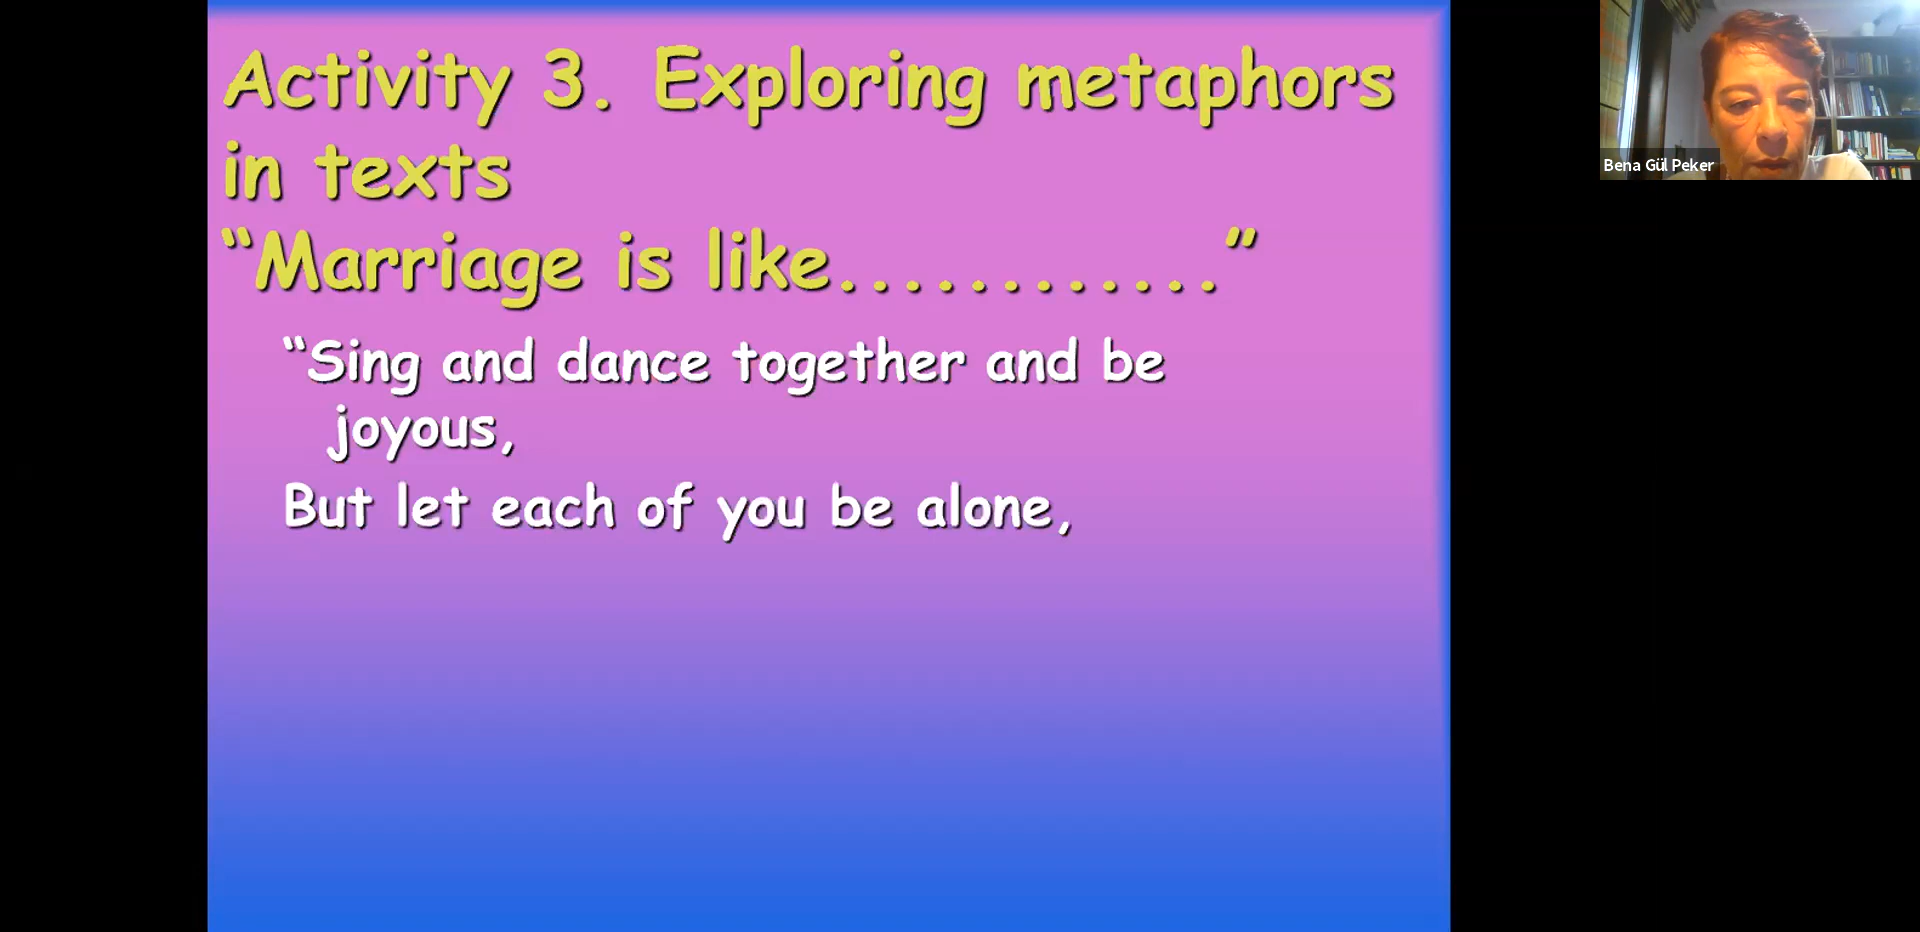 Activity 3. Exploring metaphors
in texts
“Marriage is like............”
“Sing and dance together and be
joyous,
But let each of you be alone,
Bena Gül Peker